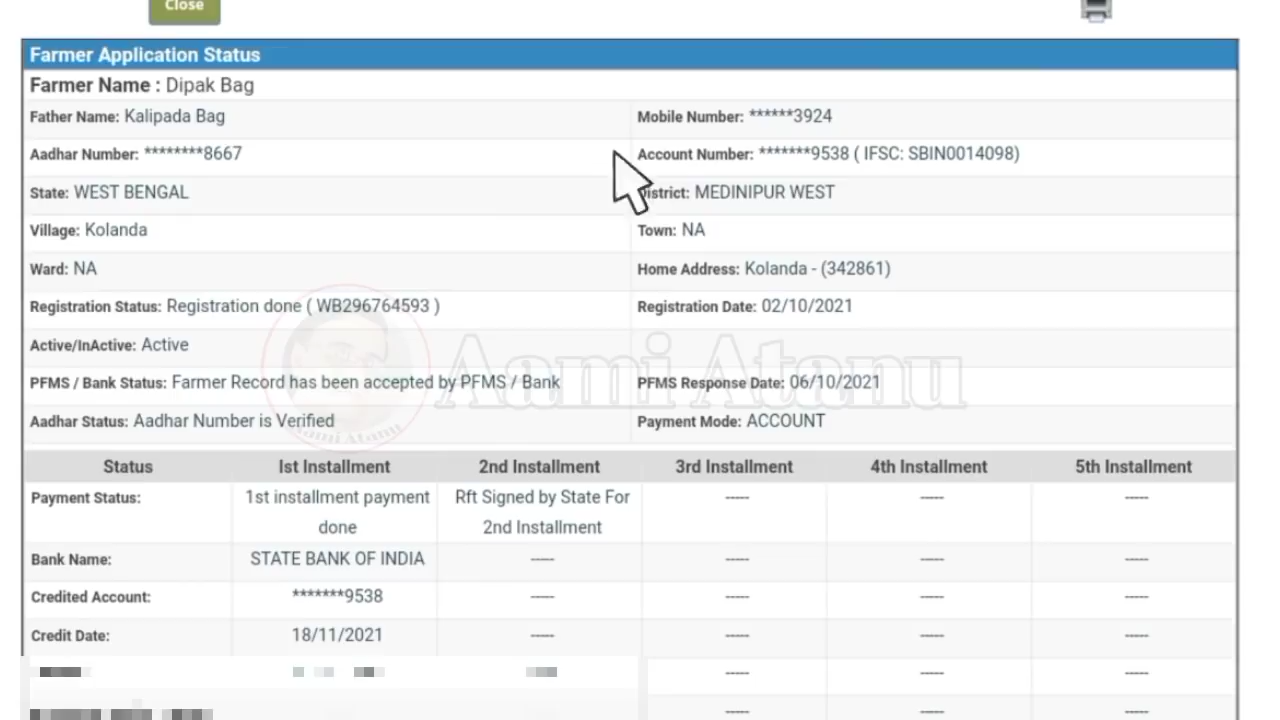 Close
Farmer Application Status
Farmer Name : Dipak Bag
Father Name: Kalipada Bag Mobile Number: ******3924
Aadhar Number: ********8667 Account Number: *******9538 ( IFSC: SBIN0014098)
State: WEST BENGAL District: MEDINIPUR WEST
Village: Kolanda Town: NA
Ward: NA Home Address: Kolanda - (342861)
Registration Status: Registration done ( WB296764593 ) Registration Date: 02/10/2021
Active/InActive: Active
Aami Atanu
PFMS / Bank Status: Farmer Record has been accepted by PFMS / Bank PFMS Response Date: 06/10/2021
Aadhar Status: Aadhar Number is Verified Payment Mode: ACCOUNT
Aami Atanu
Status Ist Installment 2nd Installment 3rd Installment 4th Installment 5th Installment
Payment Status: 1st installment payment Rft Signed by State For ----- ----- -----
done 2nd Installment
Bank Name: STATE BANK OF INDIA ----- ----- ----- -----
Credited Account: *******9538 ----- ----- ----- -----
Credit Date: 18/11/2021 ----- ----- ----- -----
----- ----- -----
----- ----- -----